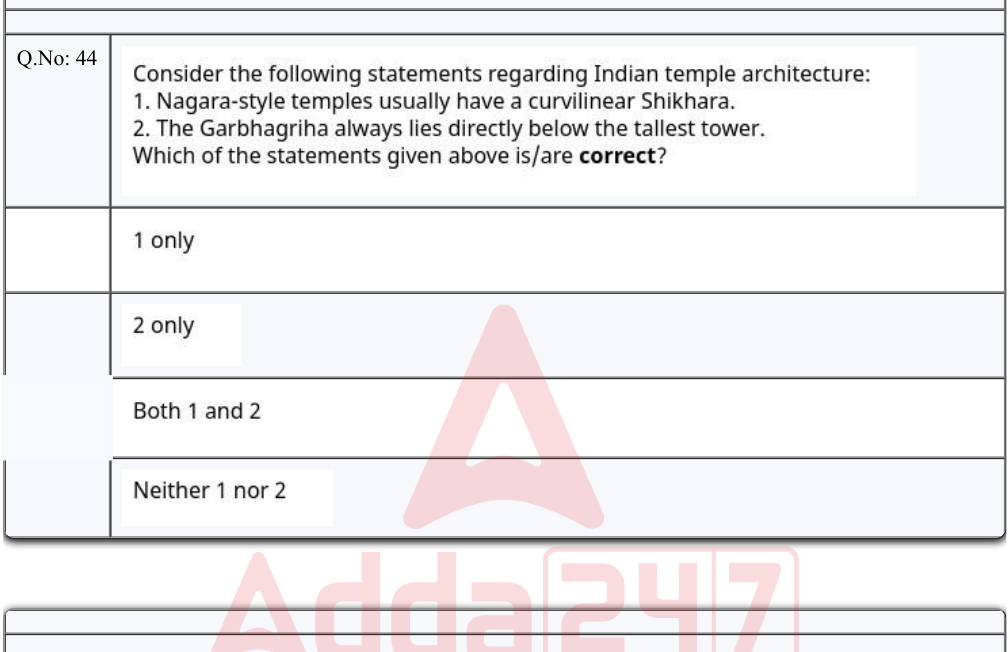 Q.No: 44
Consider the following statements regarding Indian temple architecture:
1. Nagara-style temples usually have a curvilinear Shikhara.
2. The Garbhagriha always lies directly below the tallest tower.
Which of the statements given above is/are correct?
1 only
2 only
Both 1 and 2
Neither 1 nor 2
Adda247